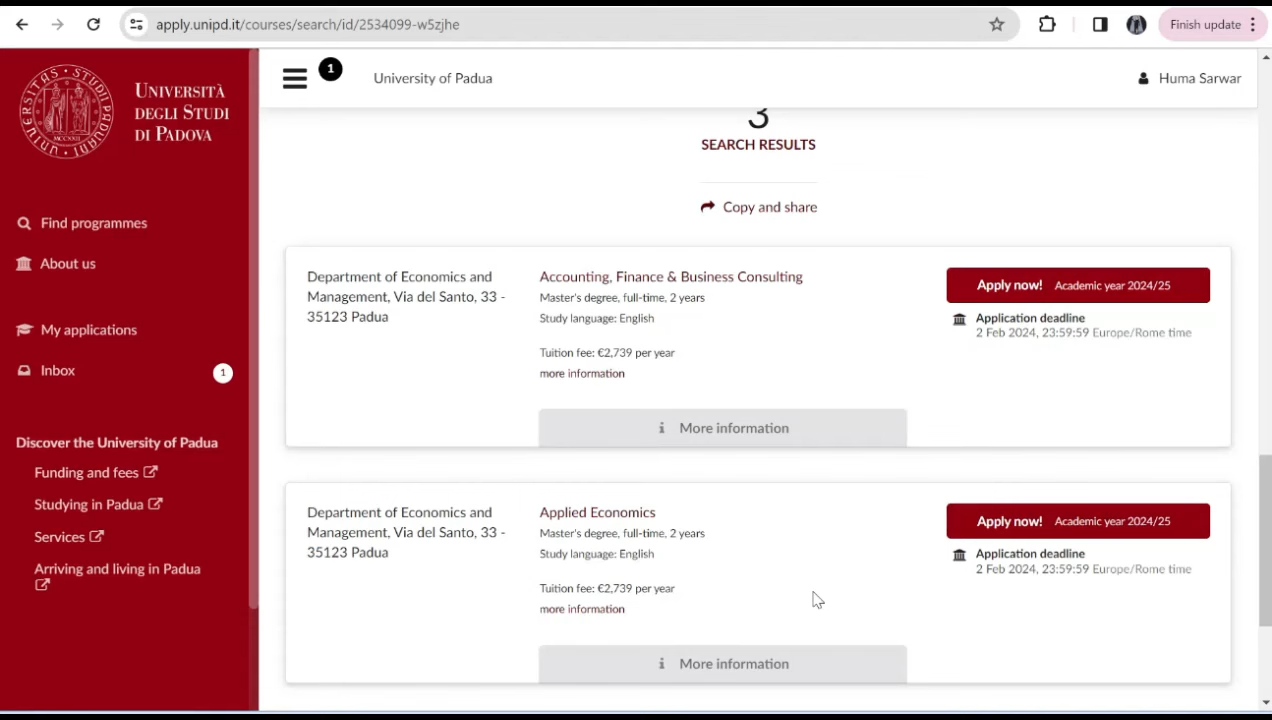 apply.unipd.it/courses/search/id/2534099-w5zjhe
Finish update
UNIVERSITÀ
DEGLI STUDI
DI PADOVA
Find programmes
About us
My applications
Inbox
1
Discover the University of Padua
Funding and fees
Studying in Padua
Services
Arriving and living in Padua
1
University of Padua
Huma Sarwar
3
SEARCH RESULTS
Copy and share
Department of Economics and
Management, Via del Santo, 33 -
35123 Padua
Accounting, Finance & Business Consulting
Master's degree, full-time, 2 years
Study language: English
Tuition fee: €2,739 per year
more information
More information
Apply now! Academic year 2024/25
Application deadline
2 Feb 2024, 23:59:59 Europe/Rome time
Department of Economics and
Management, Via del Santo, 33 -
35123 Padua
Applied Economics
Master's degree, full-time, 2 years
Study language: English
Tuition fee: €2,739 per year
more information
More information
Apply now! Academic year 2024/25
Application deadline
2 Feb 2024, 23:59:59 Europe/Rome time